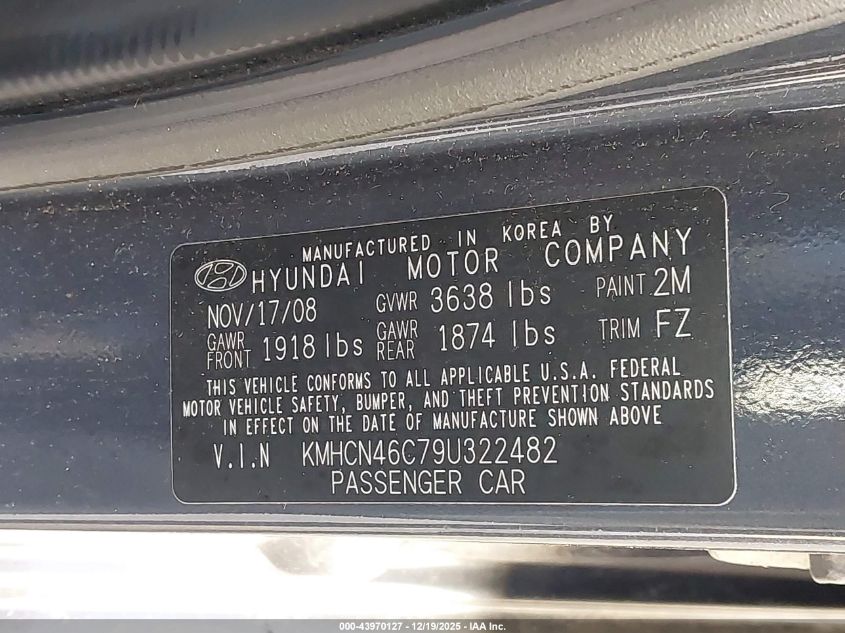 MANUFACTURED IN KOREA BY
HYUNDAI MOTOR COMPANY
NOV/17/08 GVWR 3638 lbs PAINT 2M
GAWR FRONT 1918 lbs GAWR REAR 1874 lbs TRIM FZ
THIS VEHICLE CONFORMS TO ALL APPLICABLE U.S.A. FEDERAL
MOTOR VEHICLE SAFETY, BUMPER, AND THEFT PREVENTION STANDARDS
IN EFFECT ON THE DATE OF MANUFACTURE SHOWN ABOVE
V.I.N KMHCN46C79U322482
PASSENGER CAR
000-43970127 - 12/19/2025 - IAA Inc.